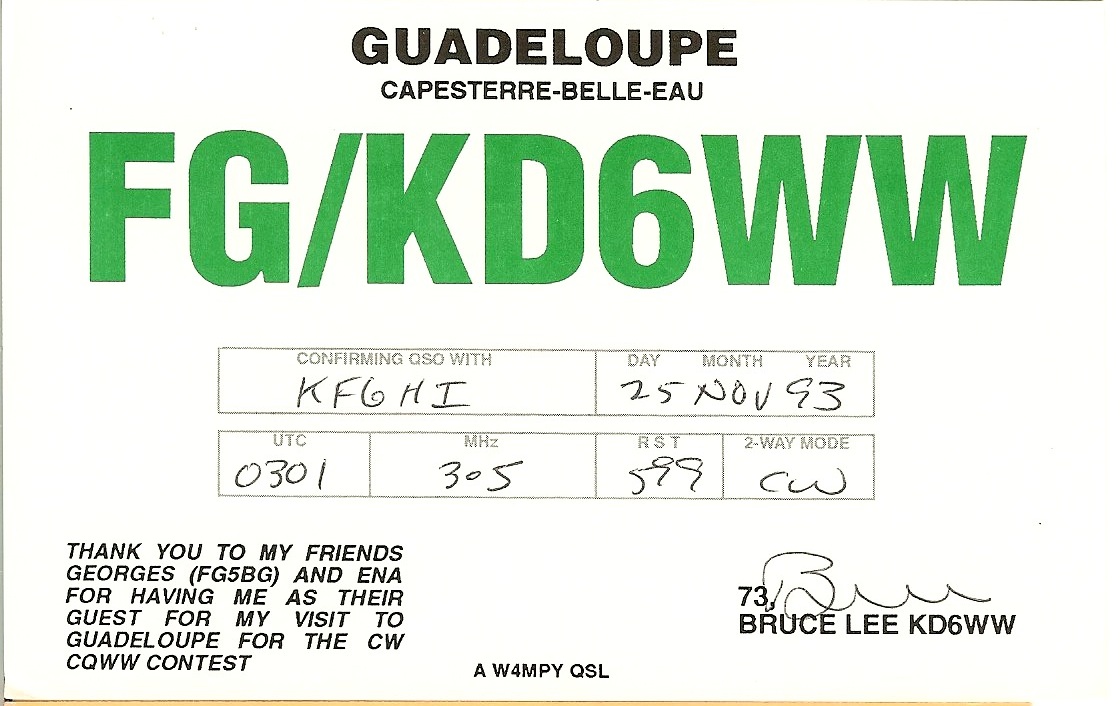 GUADELOUPE
CAPESTERRE-BELLE-EAU
FG/KD6WW
CONFIRMING QSO WITH DAY MONTH YEAR
KF6HI 25 NOV 93
UTC MHz R S T 2-WAY MODE
0301 305 599 CW
THANK YOU TO MY FRIENDS
GEORGES (FG5BG) AND ENA
FOR HAVING ME AS THEIR
GUEST FOR MY VISIT TO
GUADELOUPE FOR THE CW
CQWW CONTEST
73, Bruce
BRUCE LEE KD6WW
A W4MPY QSL